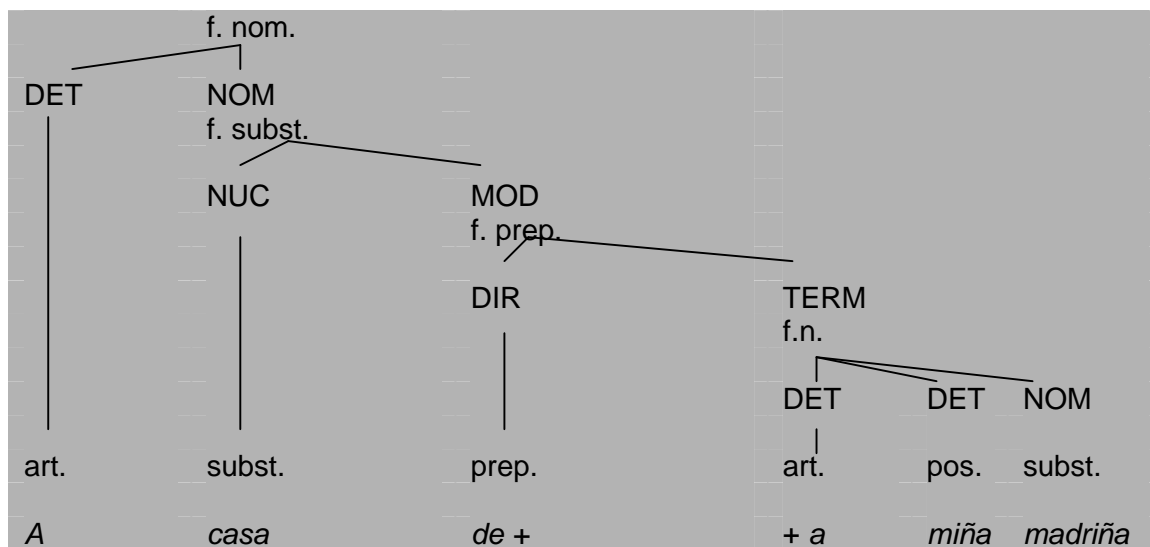 f. nom.
DET NOM
f. subst.
NUC MOD
f. prep.
DIR TERM
f.n.
DET DET NOM
art. subst. prep. art. pos. subst.
A casa de + + a miña madriña